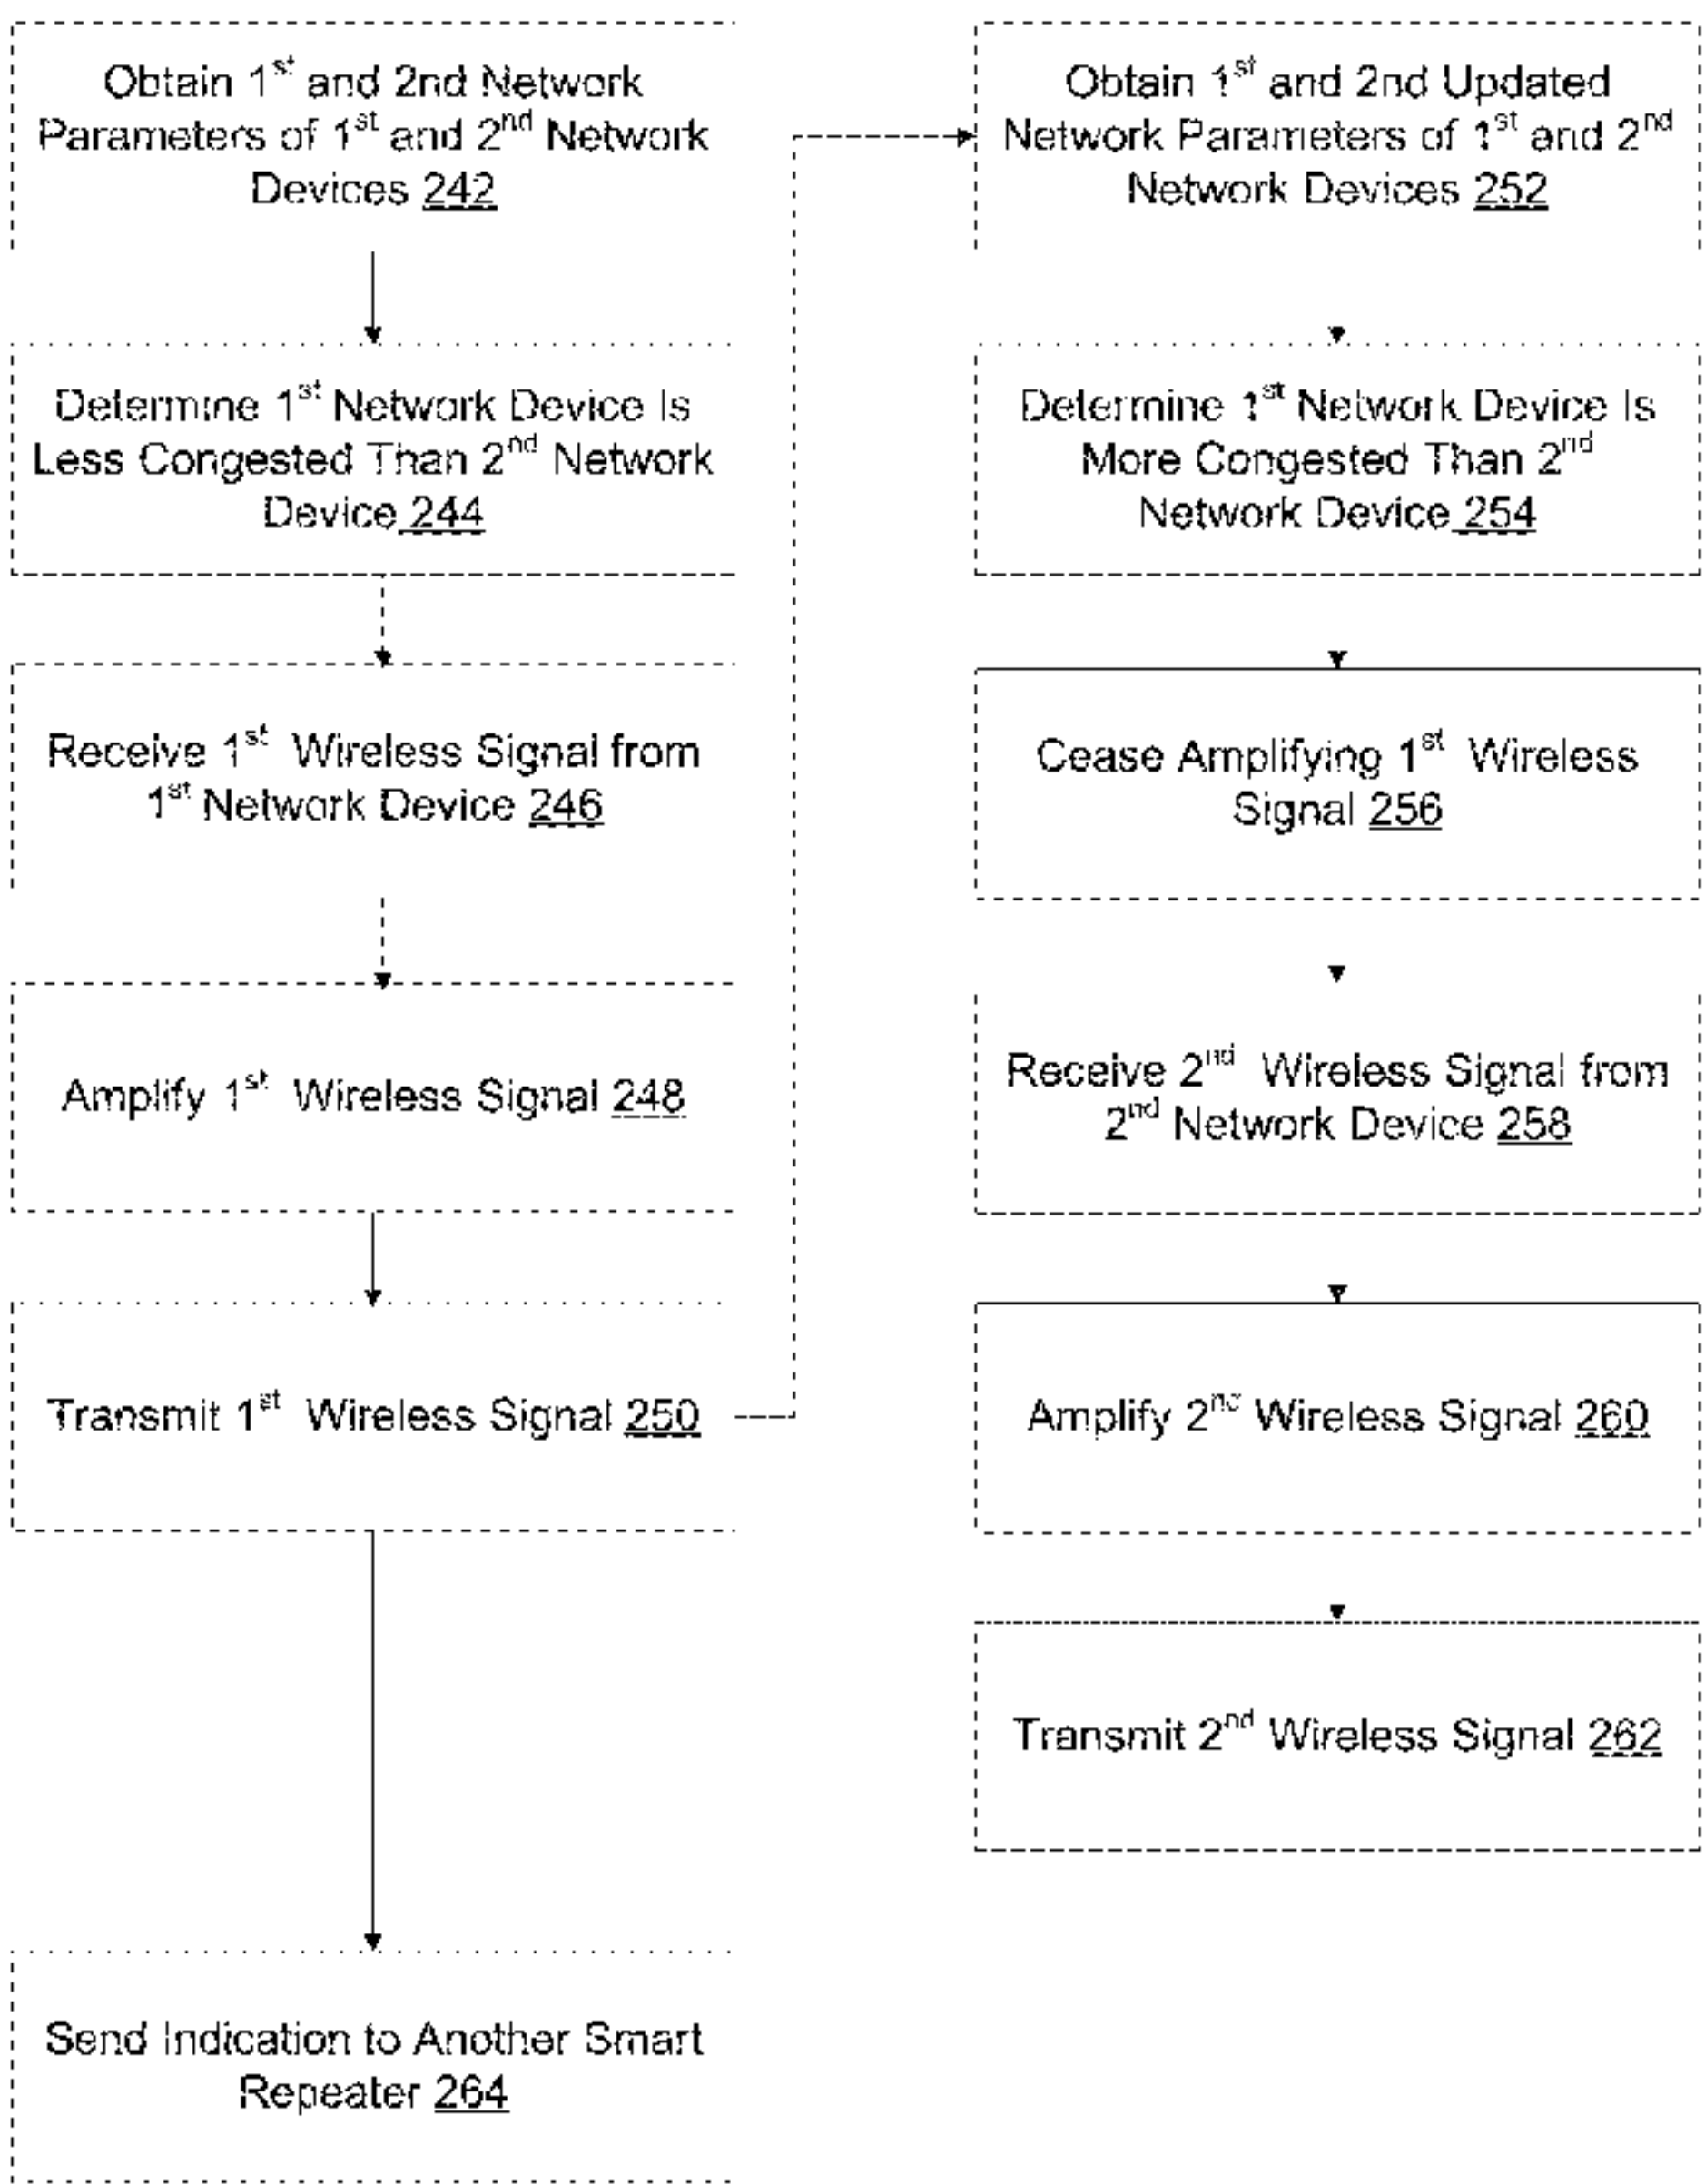 Obtain 1st and 2nd Network
Parameters of 1st and 2nd Network
Devices 242
Determine 1st Network Device Is
Less Congested Than 2nd Network
Device 244
Receive 1st Wireless Signal from
1st Network Device 246
Amplify 1st Wireless Signal 248
Transmit 1st Wireless Signal 250
Send Indication to Another Smart
Repeater 264
Obtain 1st and 2nd Updated
Network Parameters of 1st and 2nd
Network Devices 252
Determine 1st Network Device Is
More Congested Than 2nd
Network Device 254
Cease Amplifying 1st Wireless
Signal 256
Receive 2nd Wireless Signal from
2nd Network Device 258
Amplify 2nd Wireless Signal 260
Transmit 2nd Wireless Signal 262